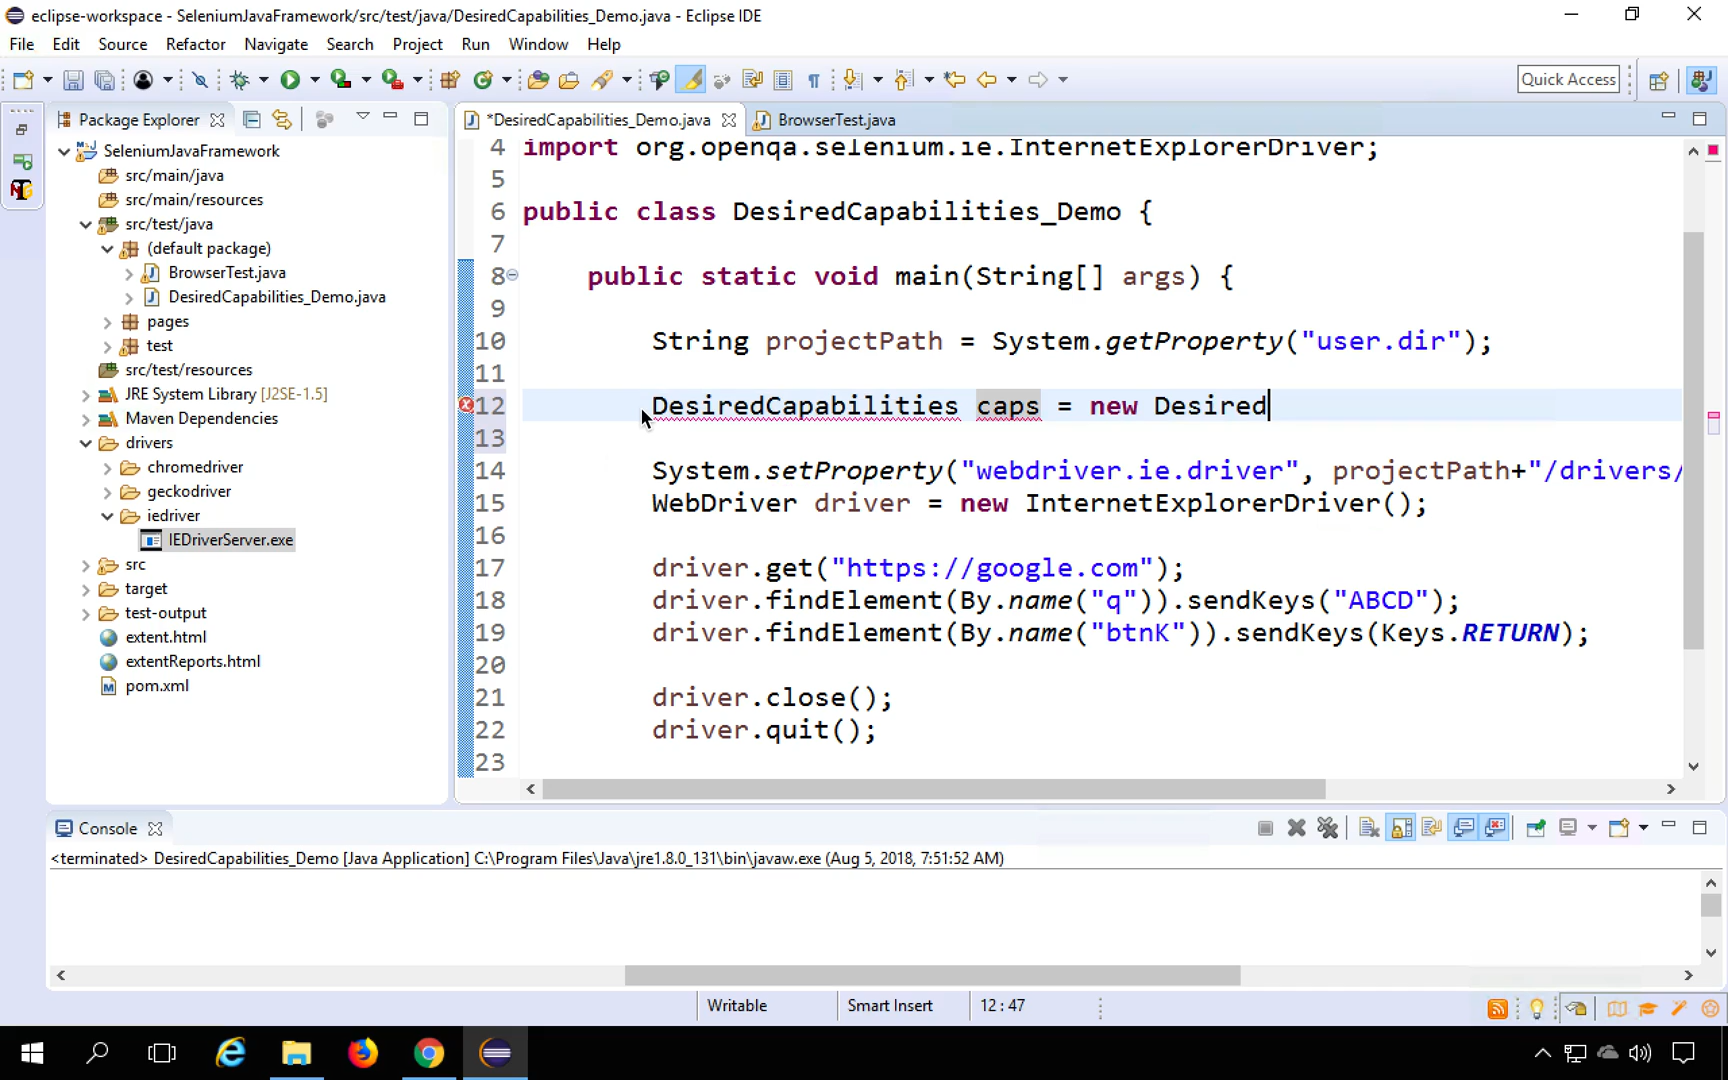 eclipse-workspace - SeleniumJavaFramework/src/test/java/DesiredCapabilities_Demo.java - Eclipse IDE
File Edit Source Refactor Navigate Search Project Run Window Help
Quick Access
Package Explorer
*DesiredCapabilities_Demo.java
BrowserTest.java
SeleniumJavaFramework
src/main/java
src/main/resources
src/test/java
(default package)
BrowserTest.java
DesiredCapabilities_Demo.java
pages
test
src/test/resources
JRE System Library [J2SE-1.5]
Maven Dependencies
drivers
chromedriver
geckodriver
iedriver
IEDriverServer.exe
src
target
test-output
extent.html
extentReports.html
pom.xml
4 import org.openqa.selenium.ie.InternetExplorerDriver;
5
6 public class DesiredCapabilities_Demo {
7
8 public static void main(String[] args) {
9
10 String projectPath = System.getProperty("user.dir");
11
12 DesiredCapabilities caps = new Desired
13
14 System.setProperty("webdriver.ie.driver", projectPath+"/drivers/
15 WebDriver driver = new InternetExplorerDriver();
16
17 driver.get("https://google.com");
18 driver.findElement(By.name("q")).sendKeys("ABCD");
19 driver.findElement(By.name("btnK")).sendKeys(Keys.RETURN);
20
21 driver.close();
22 driver.quit();
23
Console
<terminated> DesiredCapabilities_Demo [Java Application] C:\Program Files\Java\jre1.8.0_131\bin\javaw.exe (Aug 5, 2018, 7:51:52 AM)
Writable Smart Insert 12 : 47